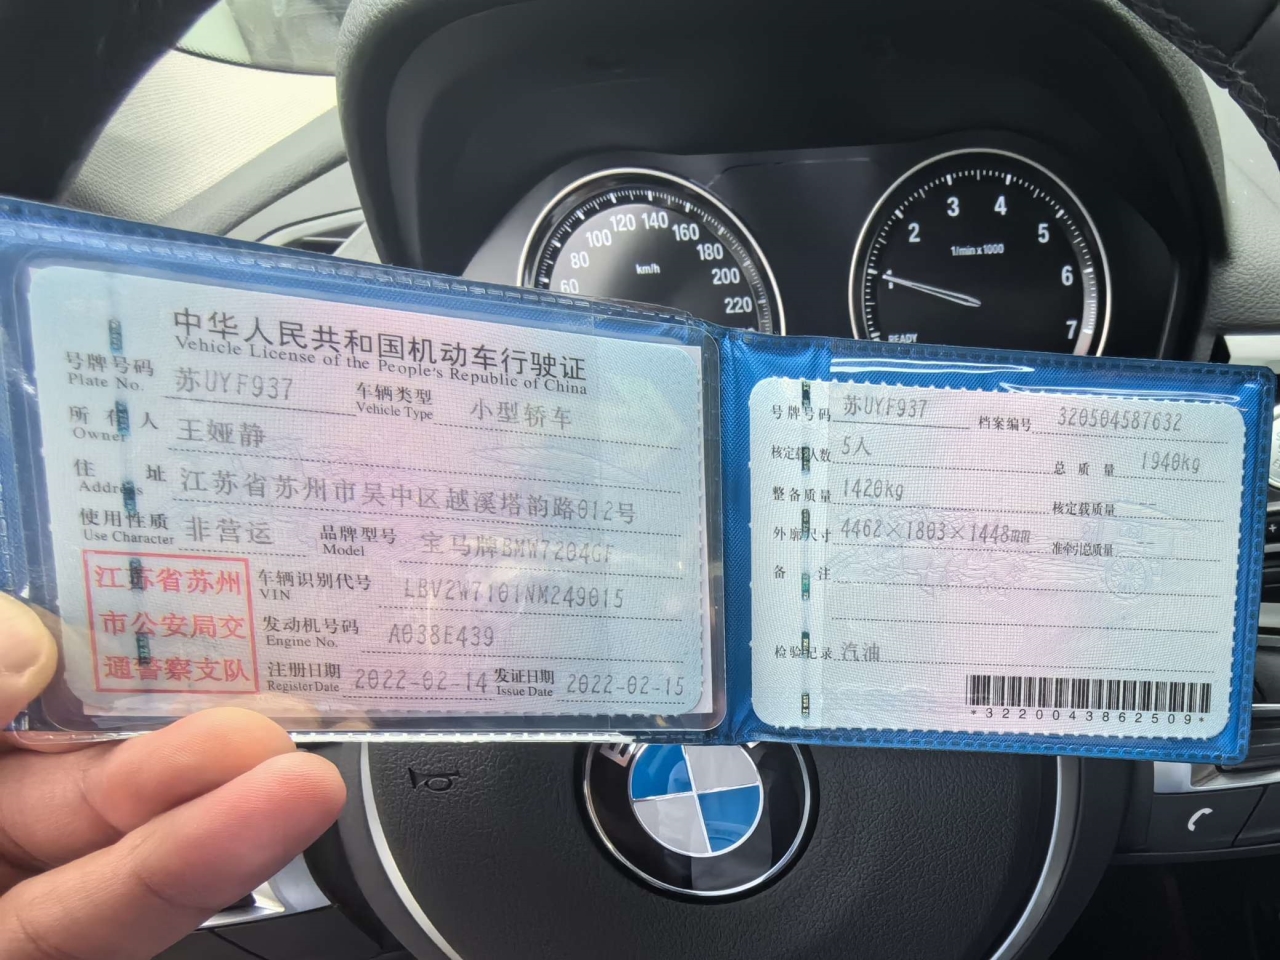 120 140
100 160
80 180
60 km/h 200
220
3 4
2 5
1/min x1000
1 6
READY 7
中华人民共和国机动车行驶证
Vehicle License of the People's Republic of China
号牌号码 苏UYF937 车辆类型 小型轿车
Plate No. Vehicle Type
所有人 王娅静
Owner
住址 江苏省苏州市吴中区越溪塔韵路012号
Address
使用性质 非营运 品牌型号 宝马牌BMW7204GF
Use Character Model
江苏省苏州
市公安局交
通警察支队
车辆识别代号 LBV2W7101NM249015
VIN
发动机号码 A038E439
Engine No.
注册日期 2022-02-14 发证日期 2022-02-15
Register Date Issue Date
号牌号码 苏UYF937 档案编号 320504587632
核定载人数 5人 总质量 1940kg
整备质量 1420kg 核定载质量 --
外廓尺寸 4462×1803×1448mm 准牵引总质量 --
备注
检验记录 汽油
*3220043862509*